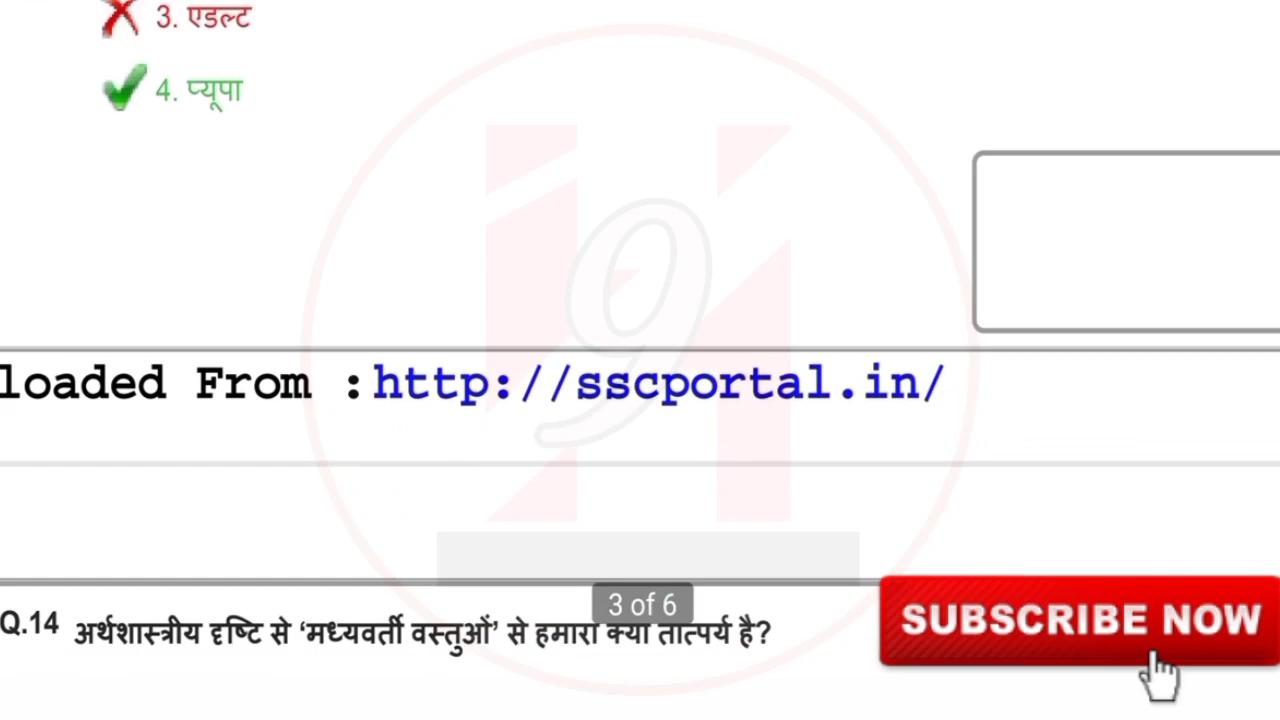 3. एडल्ट
4. प्यूपा
loaded From : http://sscportal.in/
3 of 6
Q.14 अर्थशास्त्रीय दृष्टि से ‘मध्यवर्ती वस्तुओं’ से हमारा क्या तात्पर्य है?
SUBSCRIBE NOW